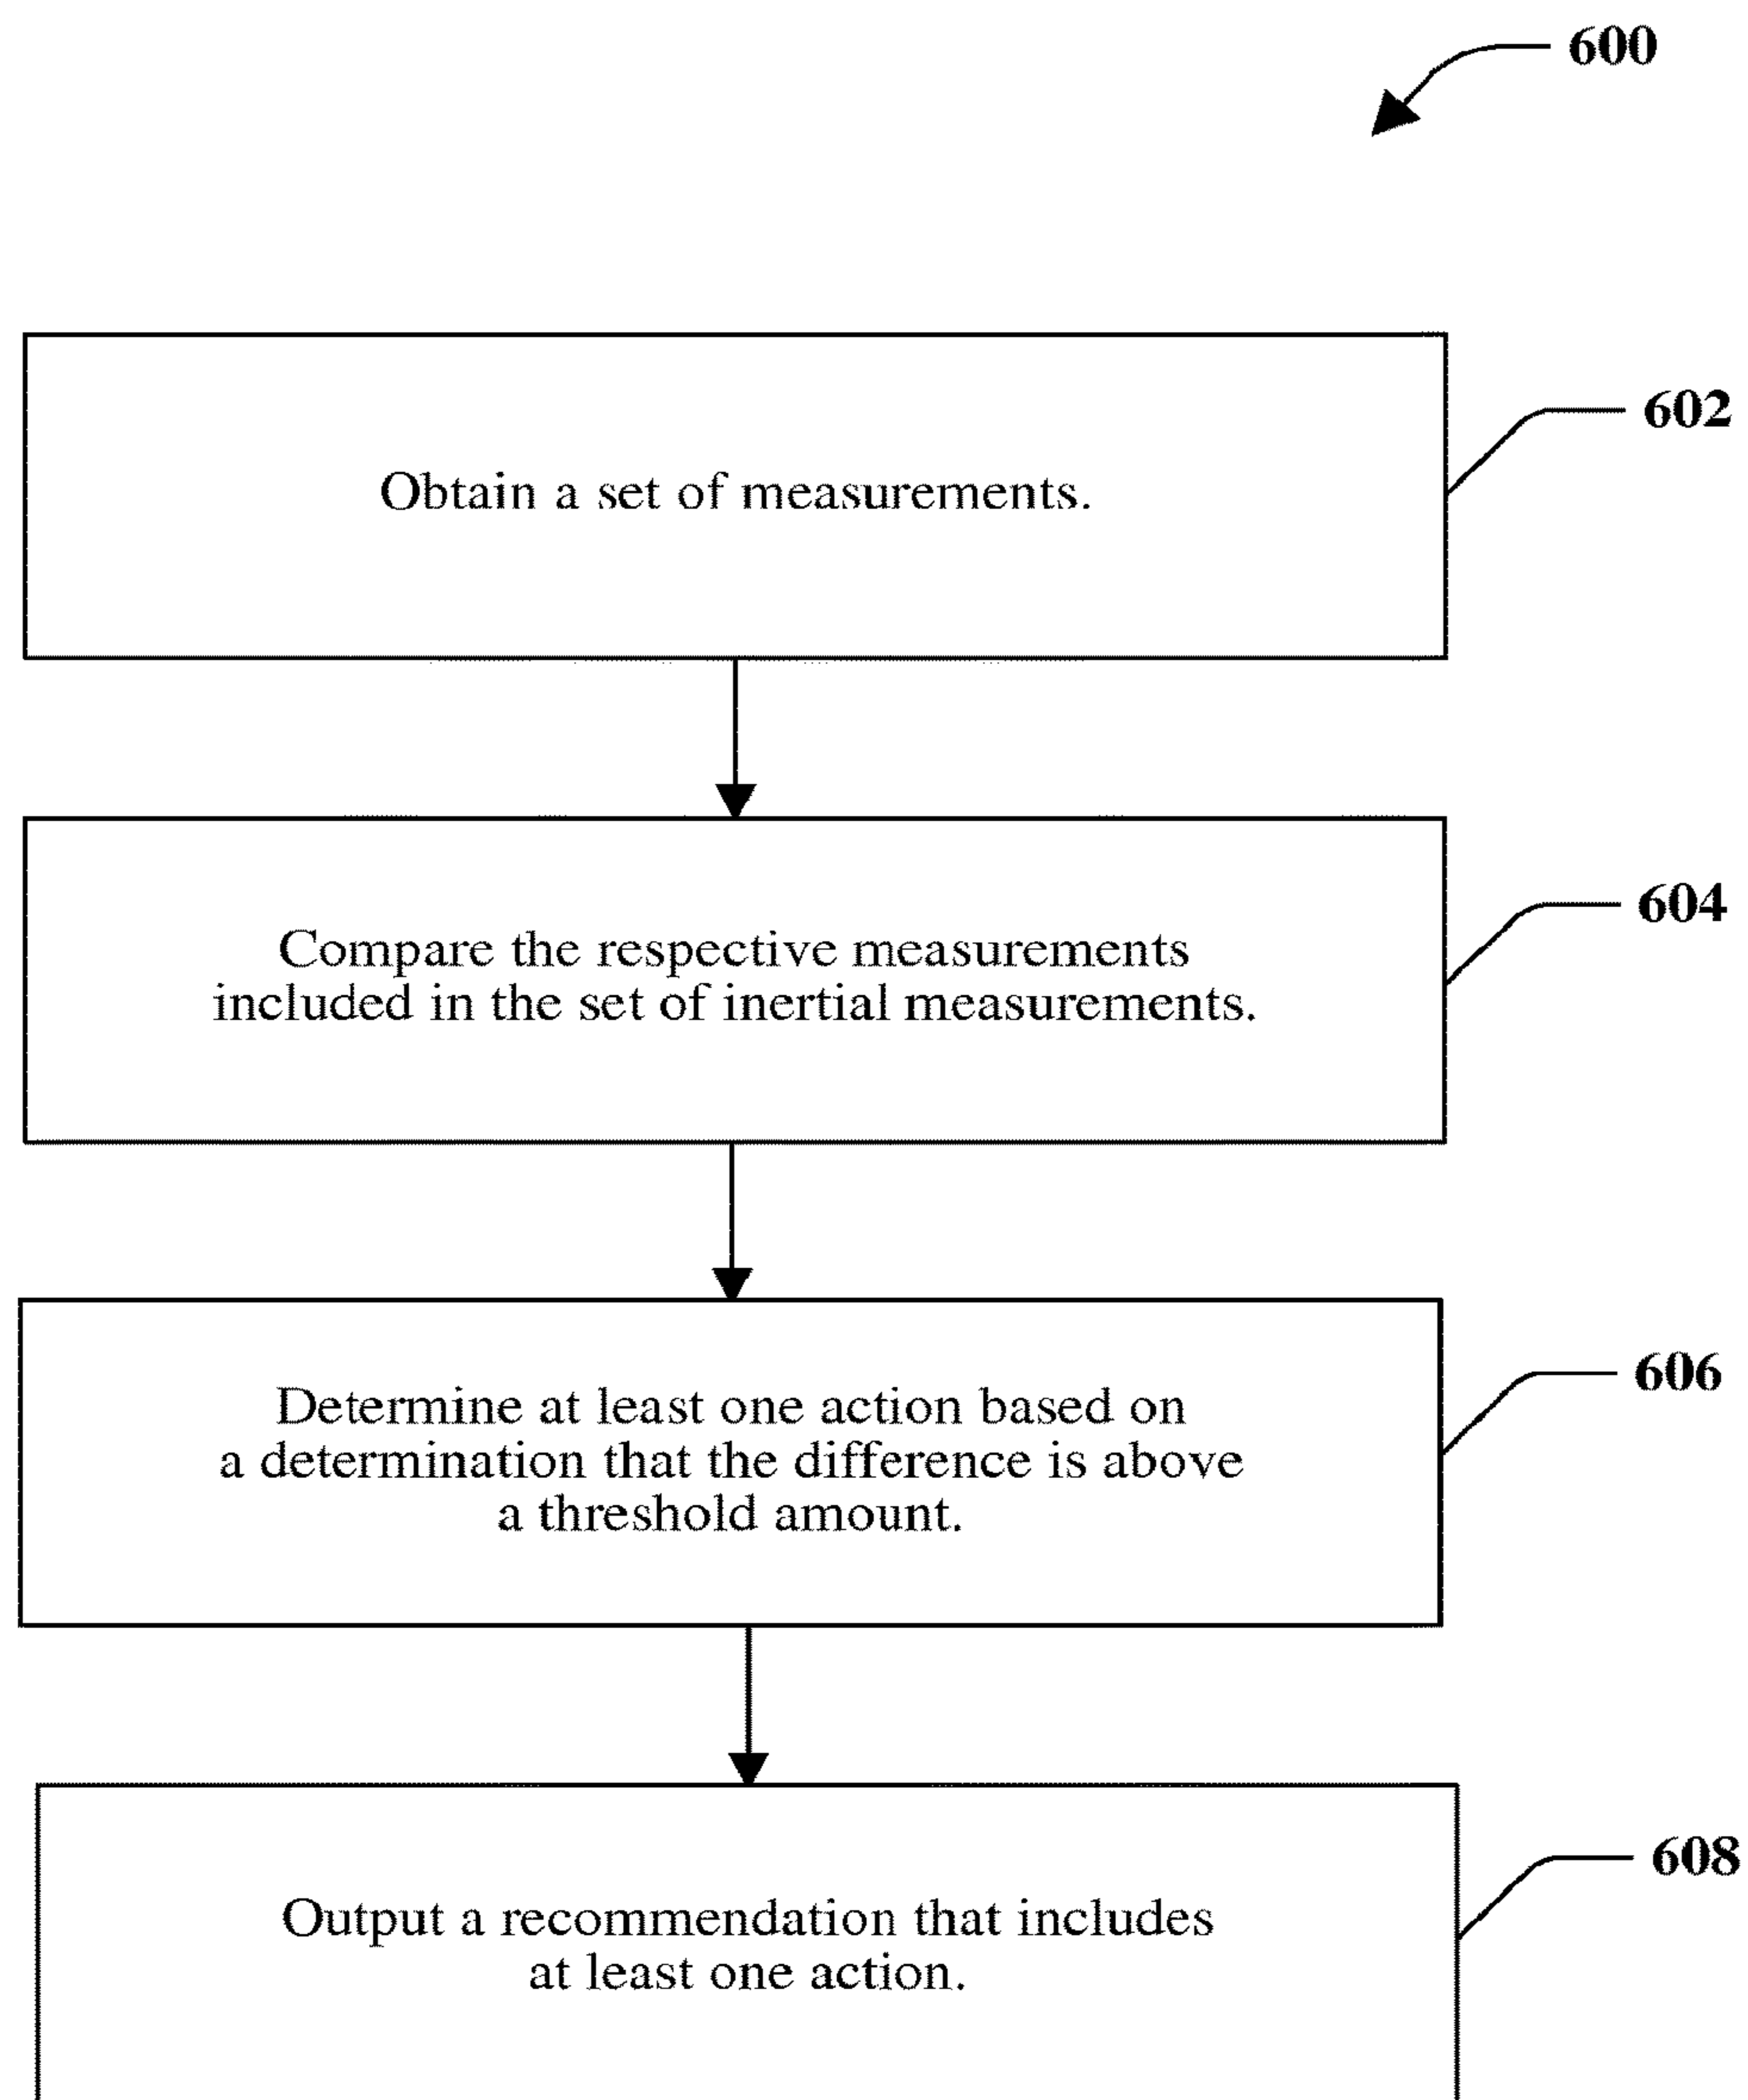 600
Obtain a set of measurements.
602
Compare the respective measurements
included in the set of inertial measurements.
604
Determine at least one action based on
a determination that the difference is above
a threshold amount.
606
Output a recommendation that includes
at least one action.
608